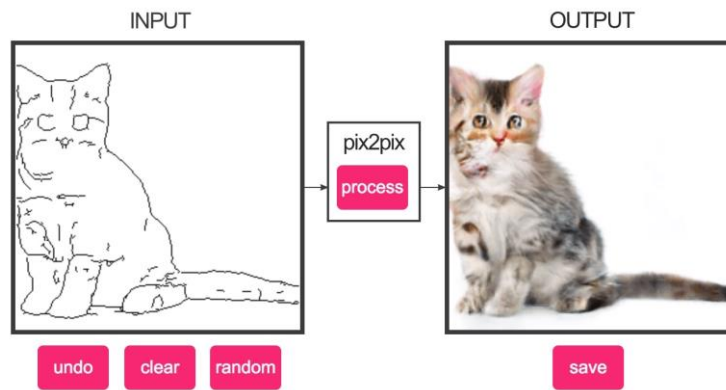 INPUT
OUTPUT
pix2pix
process
undo
clear
random
save